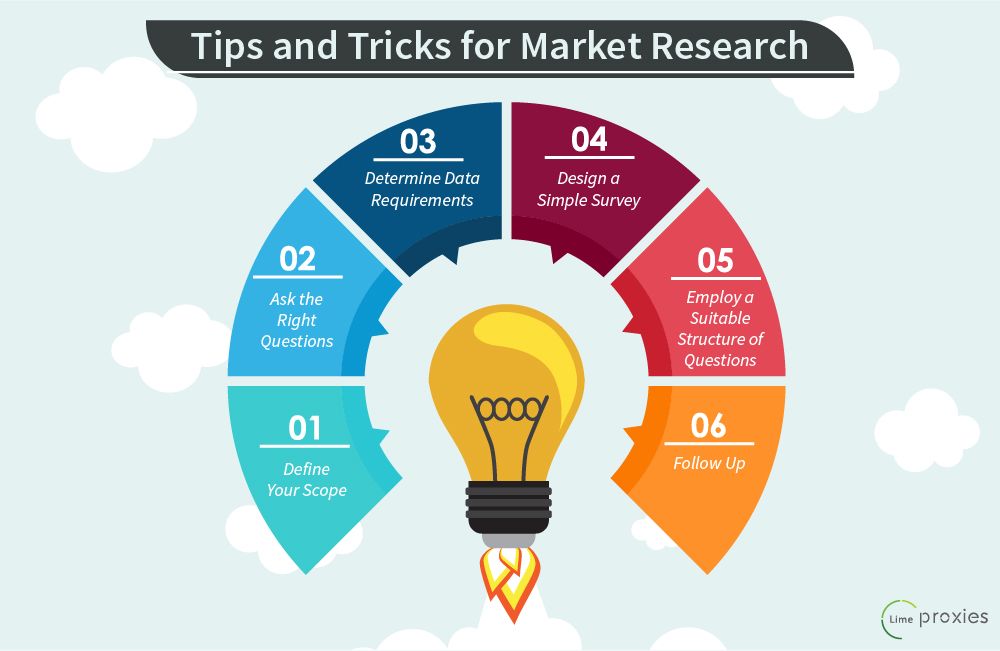 Tips and Tricks for Market Research
01
Define
Your Scope
02
Ask the
Right
Questions
03
Determine Data
Requirements
04
Design a
Simple Survey
05
Employ a
Suitable
Structure of
Questions
06
Follow Up
Lime proxies